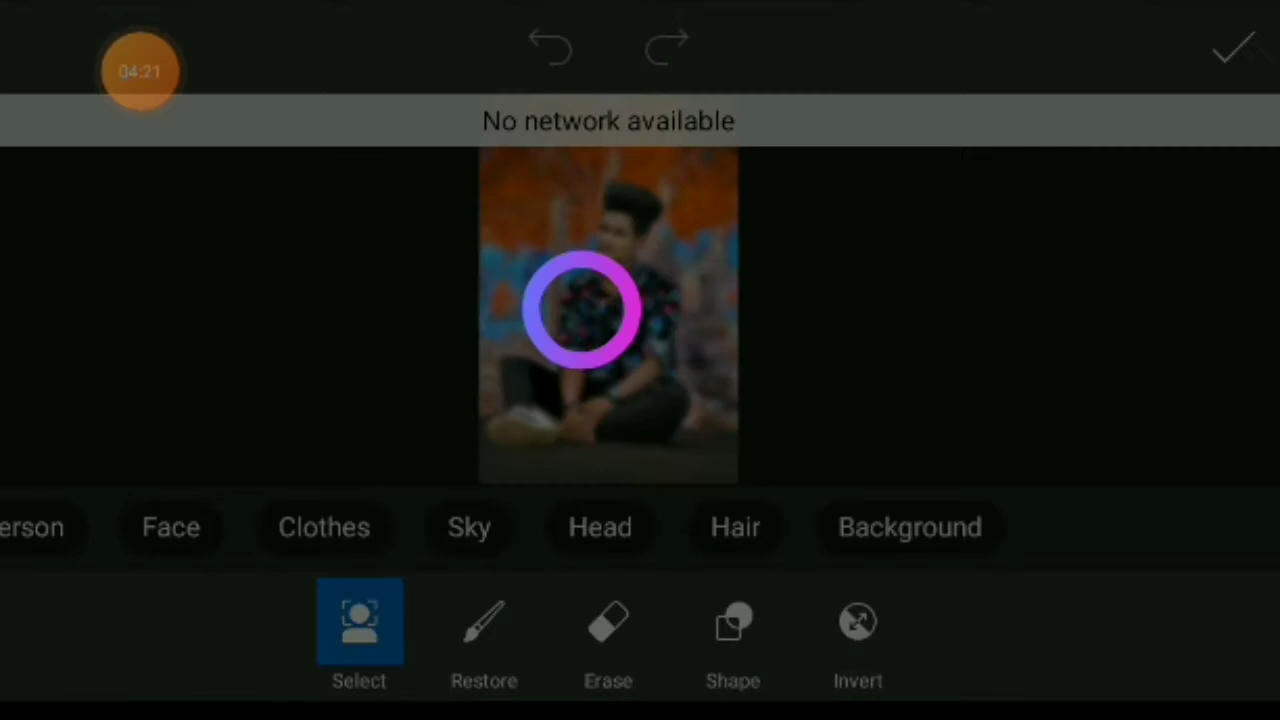 04:21
No network available
erson Face Clothes Sky Head Hair Background
Select Restore Erase Shape Invert